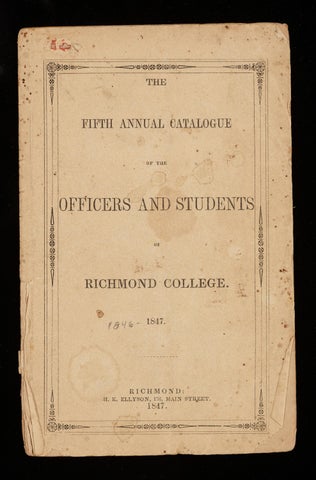 THE
FIFTH ANNUAL CATALOGUE
OF THE
OFFICERS AND STUDENTS
OF
RICHMOND COLLEGE.
1846- 1847.
RICHMOND:
H. K. ELLYSON, MAIN STREET.
1847.